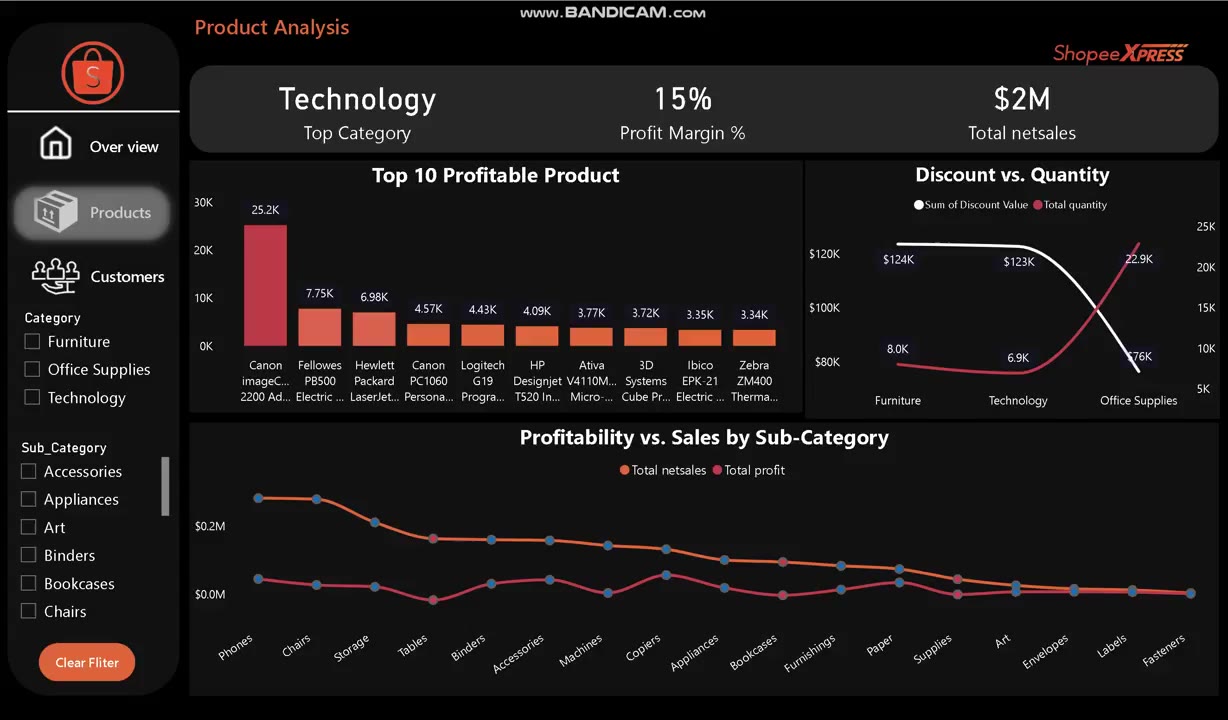 www.BANDICAM.com
Product Analysis
ShopeeXPRESS
S
Technology
Top Category
15%
Profit Margin %
$2M
Total netsales
Over view
Products
Customers
Category
Furniture
Office Supplies
Technology
Sub_Category
Accessories
Appliances
Art
Binders
Bookcases
Chairs
Clear Fliter
Top 10 Profitable Product
30K
20K
10K
0K
25.2K
7.75K
6.98K
4.57K
4.43K
4.09K
3.77K
3.72K
3.35K
3.34K
Canon
imageC...
2200 Ad...
Fellowes
PB500
Electric ...
Hewlett
Packard
LaserJet...
Canon
PC1060
Persona...
Logitech
G19
Progra...
HP
Designjet
T520 In...
Ativa
V4110M...
Micro-...
3D
Systems
Cube Pr...
Ibico
EPK-21
Electric ...
Zebra
ZM400
Therma...
Discount vs. Quantity
Sum of Discount Value
Total quantity
$120K
$100K
$80K
25K
20K
15K
10K
5K
$124K
$123K
$76K
8.0K
6.9K
22.9K
Furniture
Technology
Office Supplies
Profitability vs. Sales by Sub-Category
Total netsales
Total profit
$0.2M
$0.0M
Phones
Chairs
Storage
Tables
Binders
Accessories
Machines
Copiers
Appliances
Bookcases
Furnishings
Paper
Supplies
Art
Envelopes
Labels
Fasteners